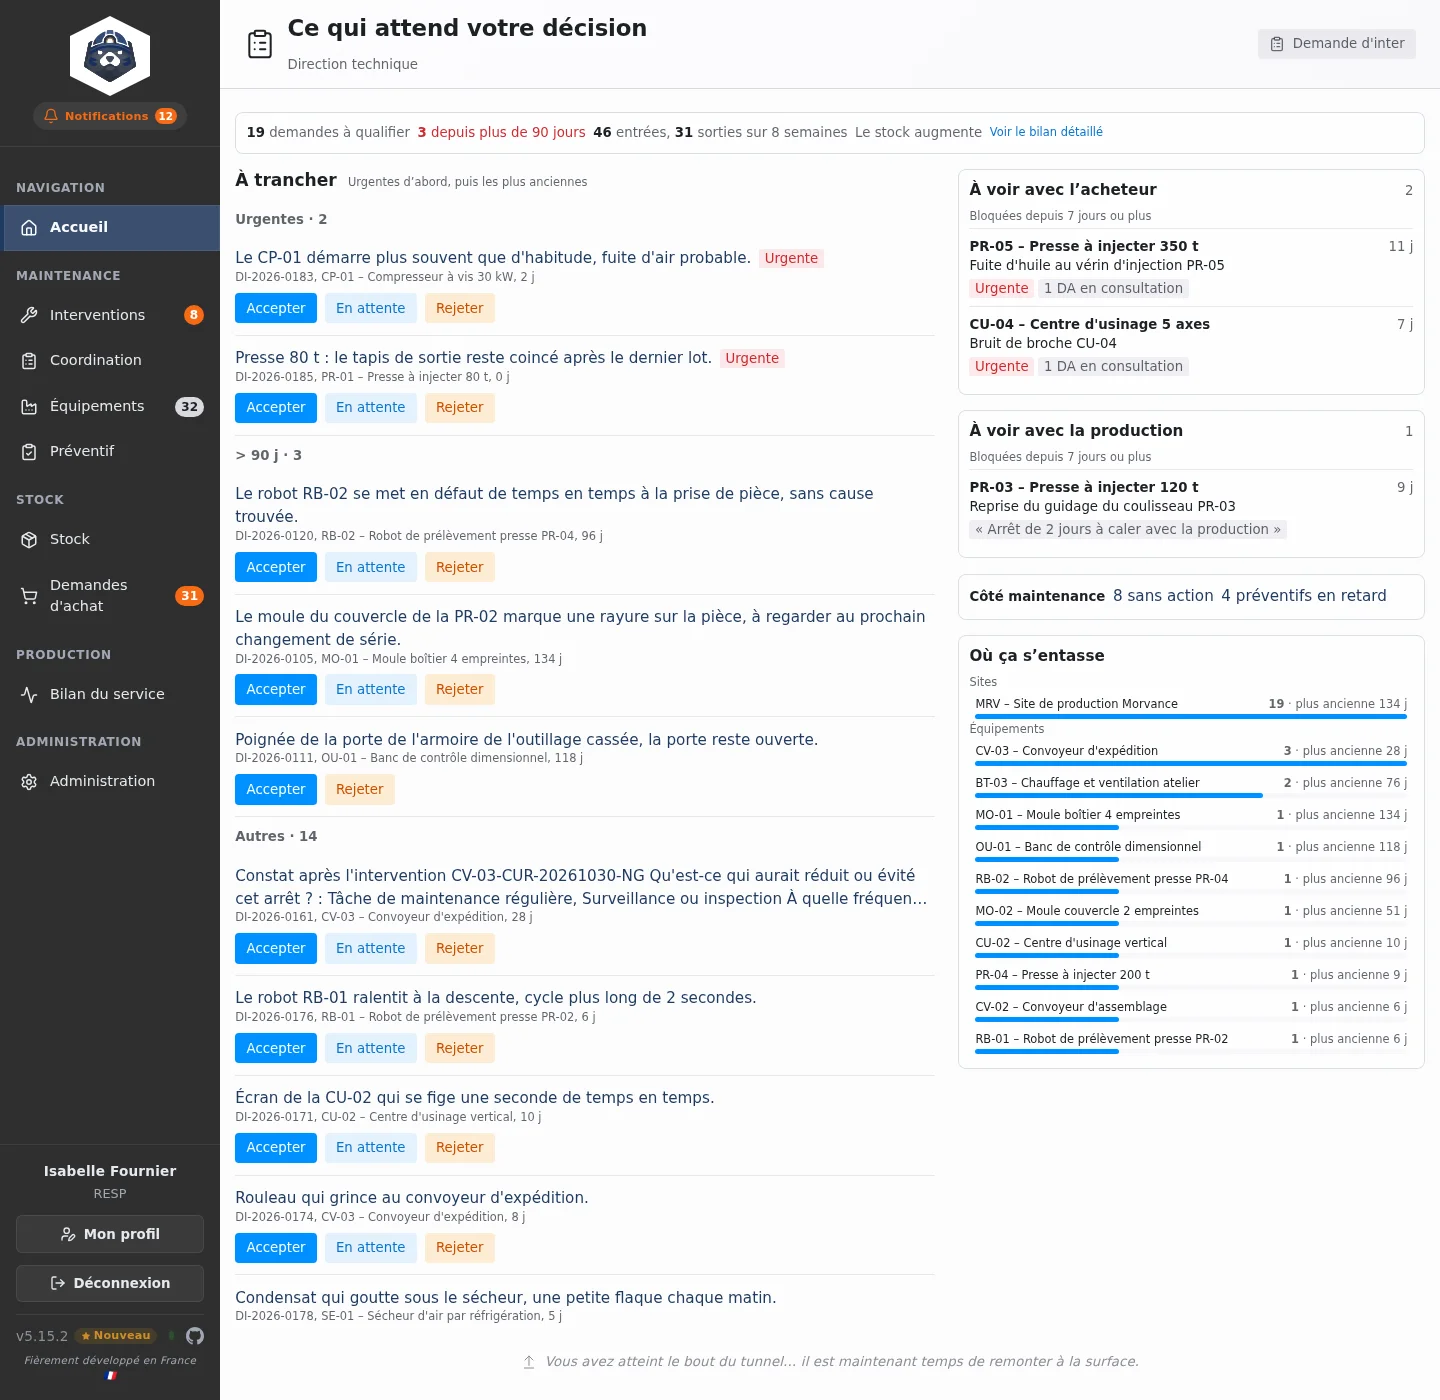 Notifications 12
NAVIGATION
Accueil
MAINTENANCE
Interventions 8
Coordination
Équipements 32
Préventif
STOCK
Stock
Demandes
d'achat 31
PRODUCTION
Bilan du service
ADMINISTRATION
Administration
Isabelle Fournier
RESP
Mon profil
Déconnexion
v5.15.2 Nouveau
Fièrement développé en France
Ce qui attend votre décision
Direction technique
Demande d'inter
19 demandes à qualifier 3 depuis plus de 90 jours 46 entrées, 31 sorties sur 8 semaines Le stock augmente Voir le bilan détaillé
À trancher Urgentes d’abord, puis les plus anciennes
Urgentes · 2
Le CP-01 démarre plus souvent que d'habitude, fuite d'air probable. Urgente
DI-2026-0183, CP-01 – Compresseur à vis 30 kW, 2 j
Accepter En attente Rejeter
Presse 80 t : le tapis de sortie reste coincé après le dernier lot. Urgente
DI-2026-0185, PR-01 – Presse à injecter 80 t, 0 j
Accepter En attente Rejeter
> 90 j · 3
Le robot RB-02 se met en défaut de temps en temps à la prise de pièce, sans cause
trouvée.
DI-2026-0120, RB-02 – Robot de prélèvement presse PR-04, 96 j
Accepter En attente Rejeter
Le moule du couvercle de la PR-02 marque une rayure sur la pièce, à regarder au prochain
changement de série.
DI-2026-0105, MO-01 – Moule boîtier 4 empreintes, 134 j
Accepter En attente Rejeter
Poignée de la porte de l'armoire de l'outillage cassée, la porte reste ouverte.
DI-2026-0111, OU-01 – Banc de contrôle dimensionnel, 118 j
Accepter Rejeter
Autres · 14
Constat après l'intervention CV-03-CUR-20261030-NG Qu'est-ce qui aurait réduit ou évité
cet arrêt ? : Tâche de maintenance régulière, Surveillance ou inspection À quelle fréquen…
DI-2026-0161, CV-03 – Convoyeur d'expédition, 28 j
Accepter En attente Rejeter
Le robot RB-01 ralentit à la descente, cycle plus long de 2 secondes.
DI-2026-0176, RB-01 – Robot de prélèvement presse PR-02, 6 j
Accepter En attente Rejeter
Écran de la CU-02 qui se fige une seconde de temps en temps.
DI-2026-0171, CU-02 – Centre d'usinage vertical, 10 j
Accepter En attente Rejeter
Rouleau qui grince au convoyeur d'expédition.
DI-2026-0174, CV-03 – Convoyeur d'expédition, 8 j
Accepter En attente Rejeter
Condensat qui goutte sous le sécheur, une petite flaque chaque matin.
DI-2026-0178, SE-01 – Sécheur d'air par réfrigération, 5 j
À voir avec l’acheteur 2
Bloquées depuis 7 jours ou plus
PR-05 – Presse à injecter 350 t 11 j
Fuite d'huile au vérin d'injection PR-05
Urgente 1 DA en consultation
CU-04 – Centre d'usinage 5 axes 7 j
Bruit de broche CU-04
Urgente 1 DA en consultation
À voir avec la production 1
Bloquées depuis 7 jours ou plus
PR-03 – Presse à injecter 120 t 9 j
Reprise du guidage du coulisseau PR-03
« Arrêt de 2 jours à caler avec la production »
Côté maintenance 8 sans action 4 préventifs en retard
Où ça s’entasse
Sites
MRV – Site de production Morvance 19 · plus ancienne 134 j
Équipements
CV-03 – Convoyeur d'expédition 3 · plus ancienne 28 j
BT-03 – Chauffage et ventilation atelier 2 · plus ancienne 76 j
MO-01 – Moule boîtier 4 empreintes 1 · plus ancienne 134 j
OU-01 – Banc de contrôle dimensionnel 1 · plus ancienne 118 j
RB-02 – Robot de prélèvement presse PR-04 1 · plus ancienne 96 j
MO-02 – Moule couvercle 2 empreintes 1 · plus ancienne 51 j
CU-02 – Centre d'usinage vertical 1 · plus ancienne 10 j
PR-04 – Presse à injecter 200 t 1 · plus ancienne 9 j
CV-02 – Convoyeur d'assemblage 1 · plus ancienne 6 j
RB-01 – Robot de prélèvement presse PR-02 1 · plus ancienne 6 j
Vous avez atteint le bout du tunnel... il est maintenant temps de remonter à la surface.